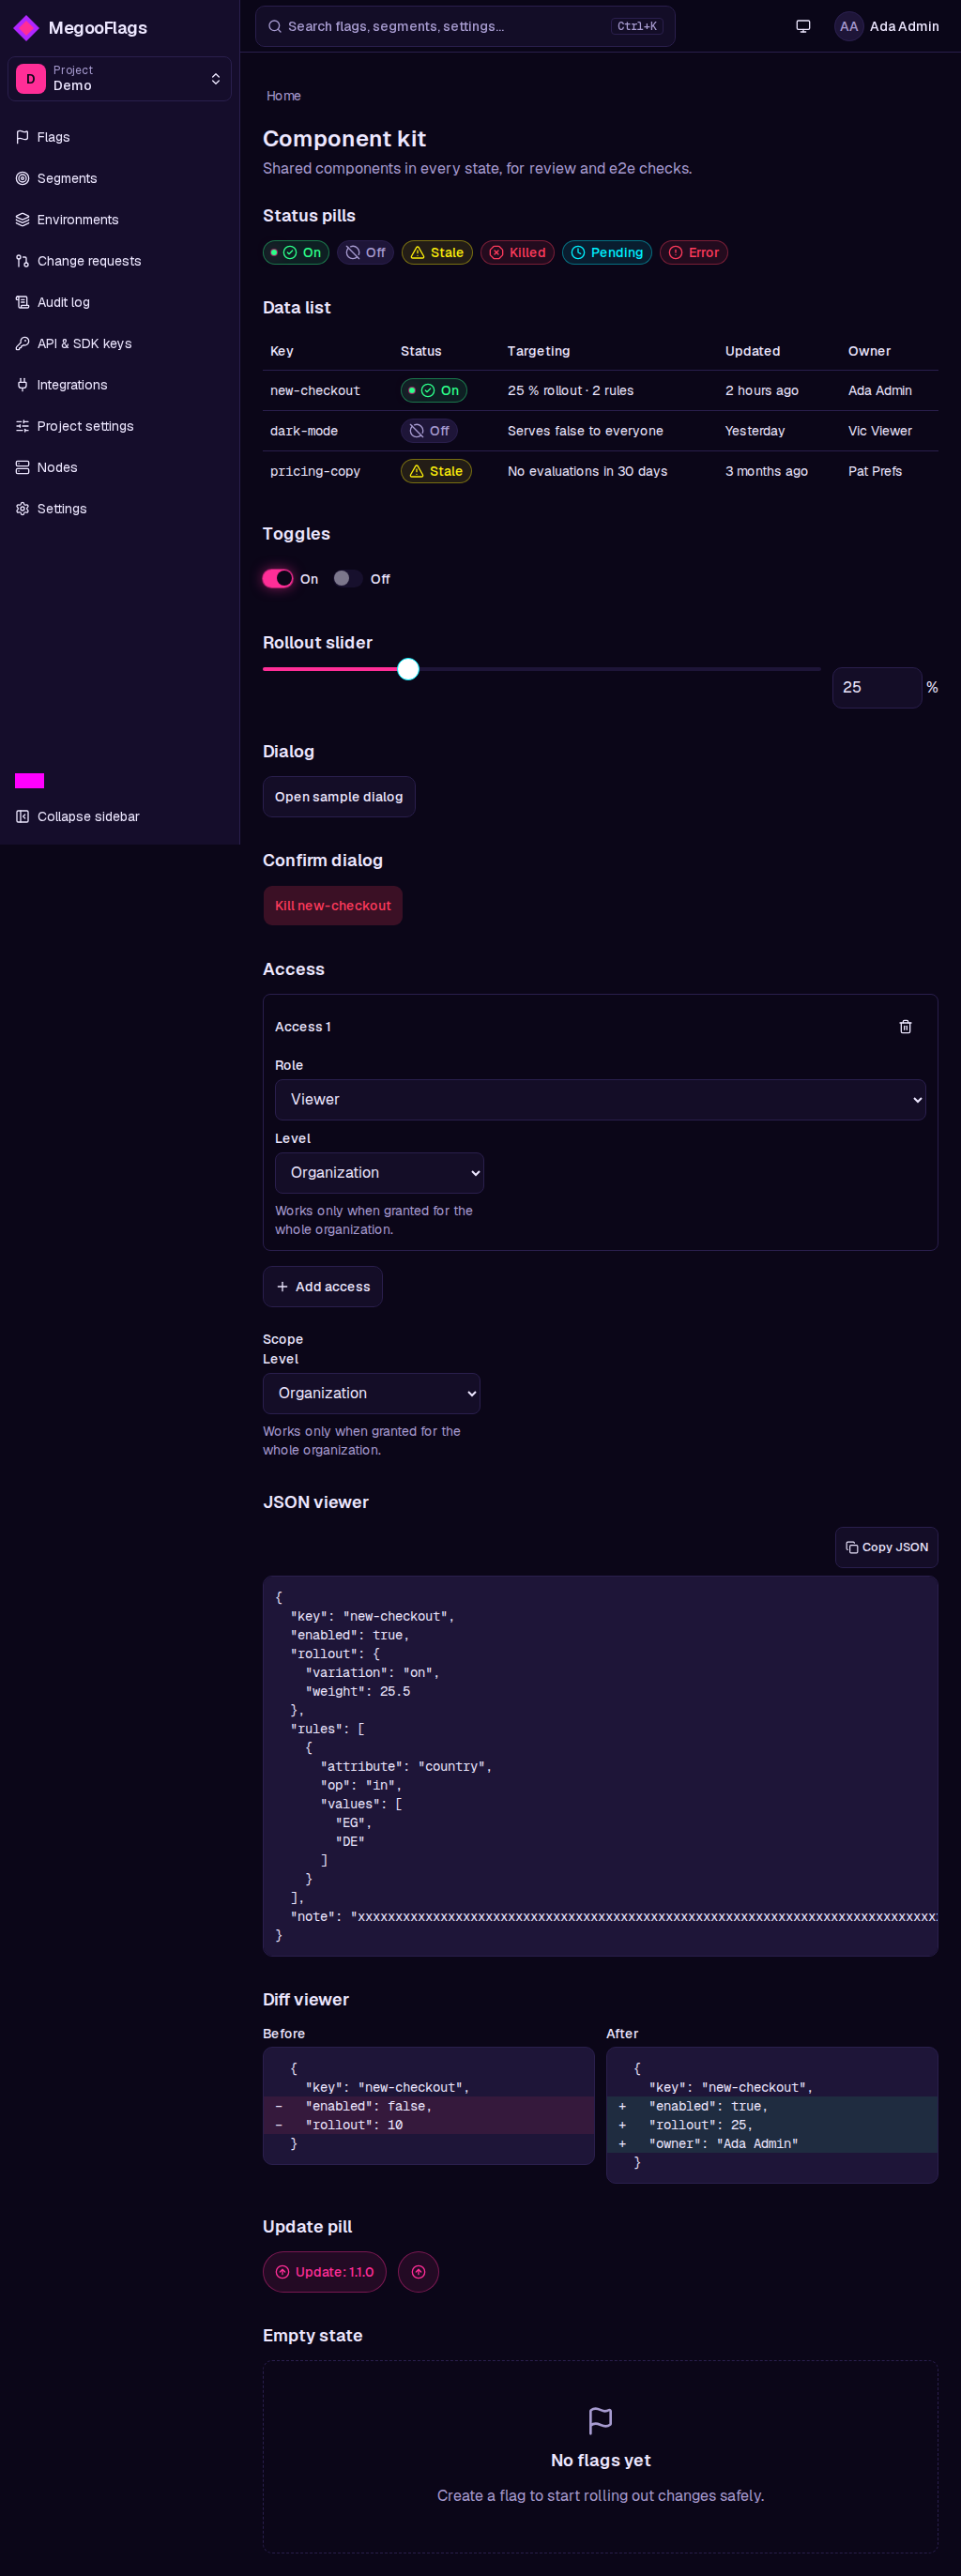 MegooFlags
Search flags, segments, settings...
Ctrl+K
AA
Ada Admin
D
Project
Demo
Flags
Segments
Environments
Change requests
Audit log
API & SDK keys
Integrations
Project settings
Nodes
Settings
Collapse sidebar
Home
Component kit
Shared components in every state, for review and e2e checks.
Status pills
On
Off
Stale
Killed
Pending
Error
Data list
Key Status Targeting Updated Owner
new-checkout On 25 % rollout · 2 rules 2 hours ago Ada Admin
dark-mode Off Serves false to everyone Yesterday Vic Viewer
pricing-copy Stale No evaluations in 30 days 3 months ago Pat Prefs
Toggles
On
Off
Rollout slider
25 %
Dialog
Open sample dialog
Confirm dialog
Kill new-checkout
Access
Access 1
Role
Viewer
Level
Organization
Works only when granted for the
whole organization.
Add access
Scope
Level
Organization
Works only when granted for the
whole organization.
JSON viewer
Copy JSON
{
"key": "new-checkout",
"enabled": true,
"rollout": {
"variation": "on",
"weight": 25.5
},
"rules": [
{
"attribute": "country",
"op": "in",
"values": [
"EG",
"DE"
]
}
],
"note": "xxxxxxxxxxxxxxxxxxxxxxxxxxxxxxxxxxxxxxxxxxxxxxxxxxxxxxxxxxxxxxxxxxxxxxxxxxxxx
}
Diff viewer
Before
{
"key": "new-checkout",
− "enabled": false,
− "rollout": 10
}
After
{
"key": "new-checkout",
+ "enabled": true,
+ "rollout": 25,
+ "owner": "Ada Admin"
}
Update pill
Update: 1.1.0
Empty state
No flags yet
Create a flag to start rolling out changes safely.